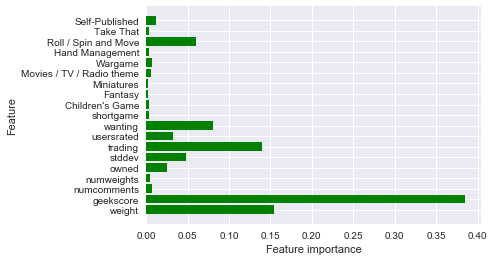 Self-Published
Take That
Roll / Spin and Move
Hand Management
Wargame
Movies / TV / Radio theme
Miniatures
Fantasy
Children's Game
shortgame
wanting
usersrated
trading
stddev
owned
numweights
numcomments
geekscore
weight
Feature
0.00 0.05 0.10 0.15 0.20 0.25 0.30 0.35 0.40
Feature importance